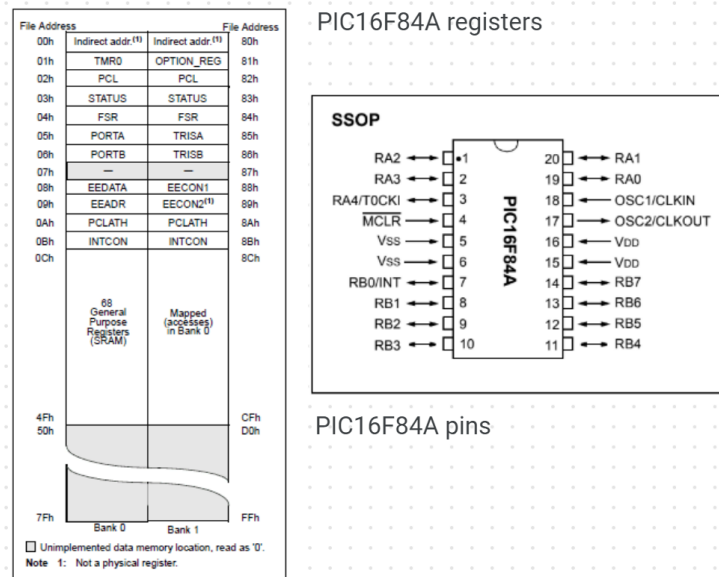 PIC16F84A registers
File Address File Address
00h Indirect addr.(1) Indirect addr.(1) 80h
01h TMR0 OPTION_REG 81h
02h PCL PCL 82h
03h STATUS STATUS 83h
04h FSR FSR 84h
05h PORTA TRISA 85h
06h PORTB TRISB 86h
07h — — 87h
08h EEDATA EECON1 88h
09h EEADR EECON2(1) 89h
0Ah PCLATH PCLATH 8Ah
0Bh INTCON INTCON 8Bh
0Ch 8Ch
68
General
Purpose
Registers
(SRAM)
Mapped
(accesses)
in Bank 0
4Fh CFh
50h D0h
7Fh FFh
Bank 0 Bank 1
Unimplemented data memory location, read as '0'.
Note 1: Not a physical register.
SSOP
RA2 •1 20 RA1
RA3 2 19 RA0
RA4/T0CKI 3 18 OSC1/CLKIN
MCLR 4 17 OSC2/CLKOUT
VSS 5 16 VDD
VSS 6 15 VDD
RB0/INT 7 14 RB7
RB1 8 13 RB6
RB2 9 12 RB5
RB3 10 11 RB4
PIC16F84A
PIC16F84A pins